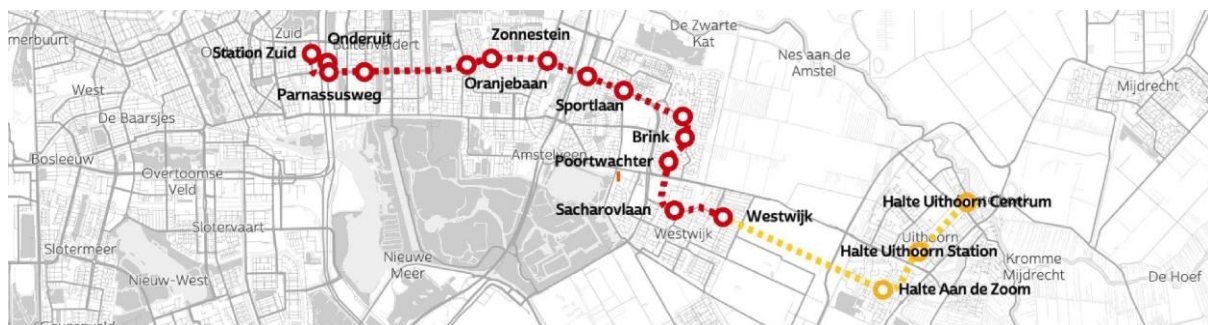 Zuid
Onderuit
Station Zuid
Buitenveldert
Zonnestein
De Zwarte
Kat
Nes aan de
Amstel
Mijdrecht
West
De Baarsjes
Parnassusweg
Oranjebaan
Sportlaan
Brink
Bosleeuw
Overtoomse
Veld
Amstelveen
Poortwachter
Slotermeer
Slotervaart
Sacharovlaan
Westwijk
Westwijk
Halte Uithoorn Centrum
Uithoorn
Halte Uithoorn Station
Nieuwe
Meer
Nieuw-West
Kromme
Mijdrecht
De Hoef
Halte Aan de Zoom